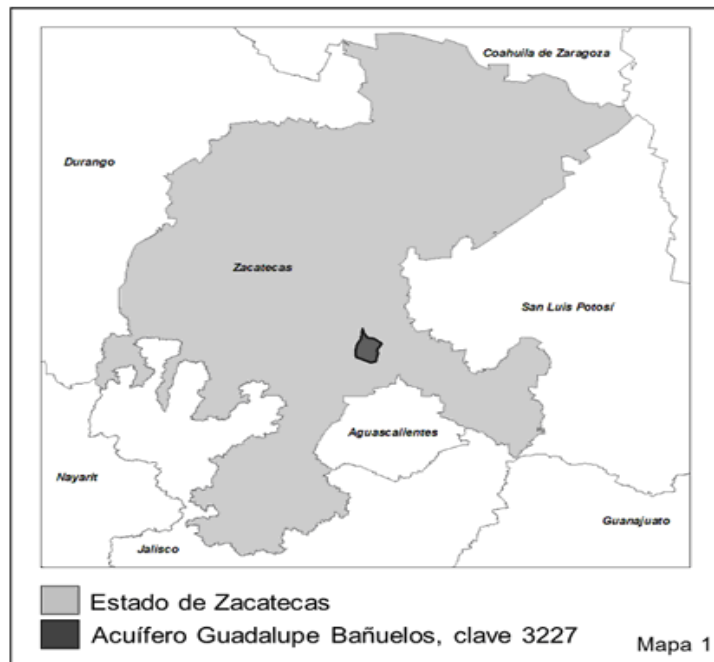 Coahuila de Zaragoza
Durango
Zacatecas
San Luis Potosí
Aguascalientes
Nayarit
Guanajuato
Jalisco
Estado de Zacatecas
Acuífero Guadalupe Bañuelos, clave 3227
Mapa 1